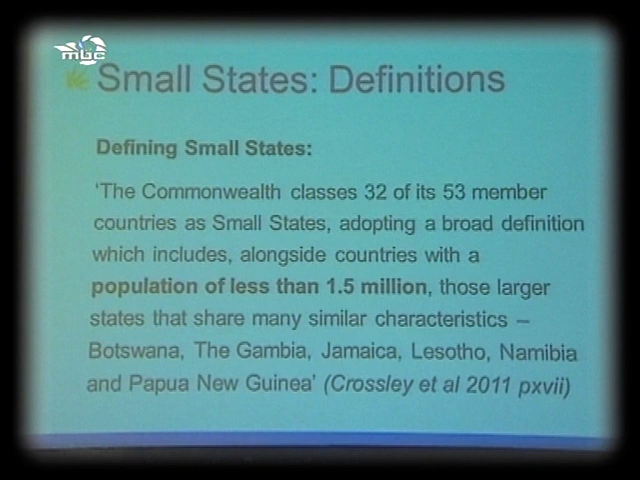 mbc
Small States: Definitions
Defining Small States:
‘The Commonwealth classes 32 of its 53 member
countries as Small States, adopting a broad definition
which includes, alongside countries with a
population of less than 1.5 million, those larger
states that share many similar characteristics –
Botswana, The Gambia, Jamaica, Lesotho, Namibia
and Papua New Guinea’ (Crossley et al 2011 pxvii)